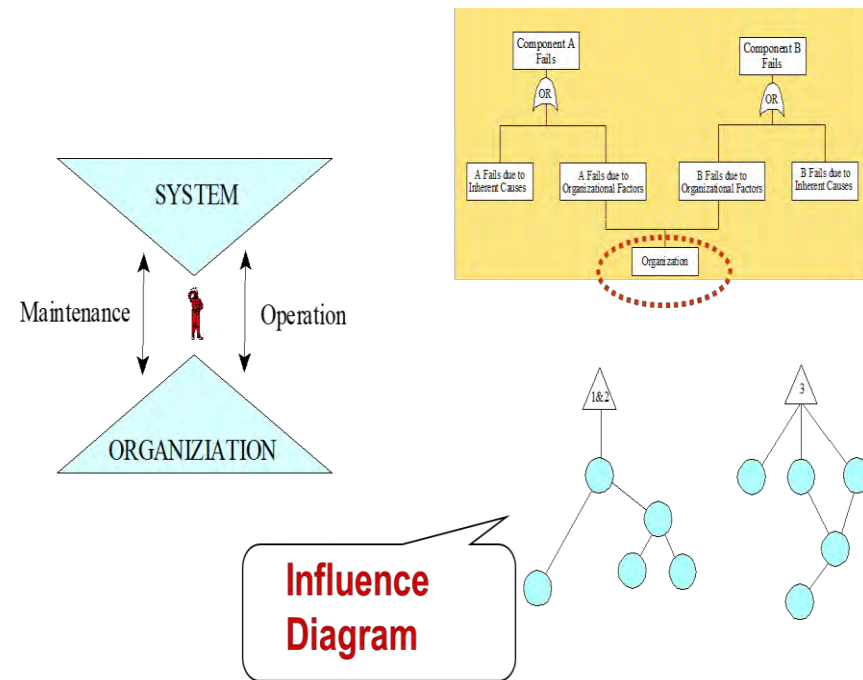 SYSTEM
Maintenance
Operation
ORGANIZIATION
Component A
Fails
OR
Component B
Fails
OR
A Fails due to
Inherent Causes
A Fails due to
Organizational Factors
B Fails due to
Organizational Factors
B Fails due to
Inherent Causes
Organization
1&2
3
Influence
Diagram